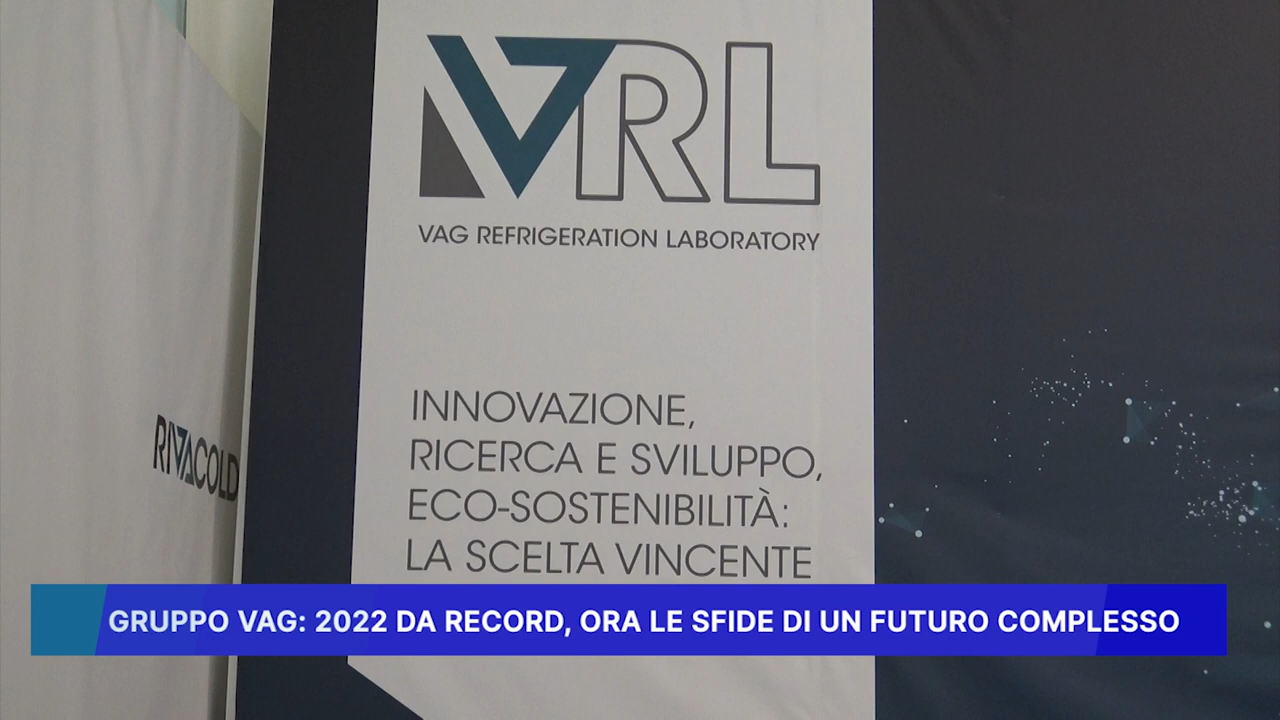 VRL
VAG REFRIGERATION LABORATORY
INNOVAZIONE,
RICERCA E SVILUPPO,
ECO-SOSTENIBILITÀ:
LA SCELTA VINCENTE
RIVACOLD
GRUPPO VAG: 2022 DA RECORD, ORA LE SFIDE DI UN FUTURO COMPLESSO